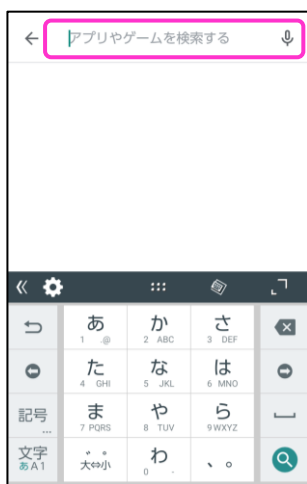 アプリやゲームを検索する
あ か さ
1 .@ 2 ABC 3 DEF
た な は
4 GHI 5 JKL 6 MNO
記号 ま や ら
... 7 PQRS 8 TUV 9 WXYZ
文字 ゛ ゜ わ 、。
あA1 大⇔小 0 .